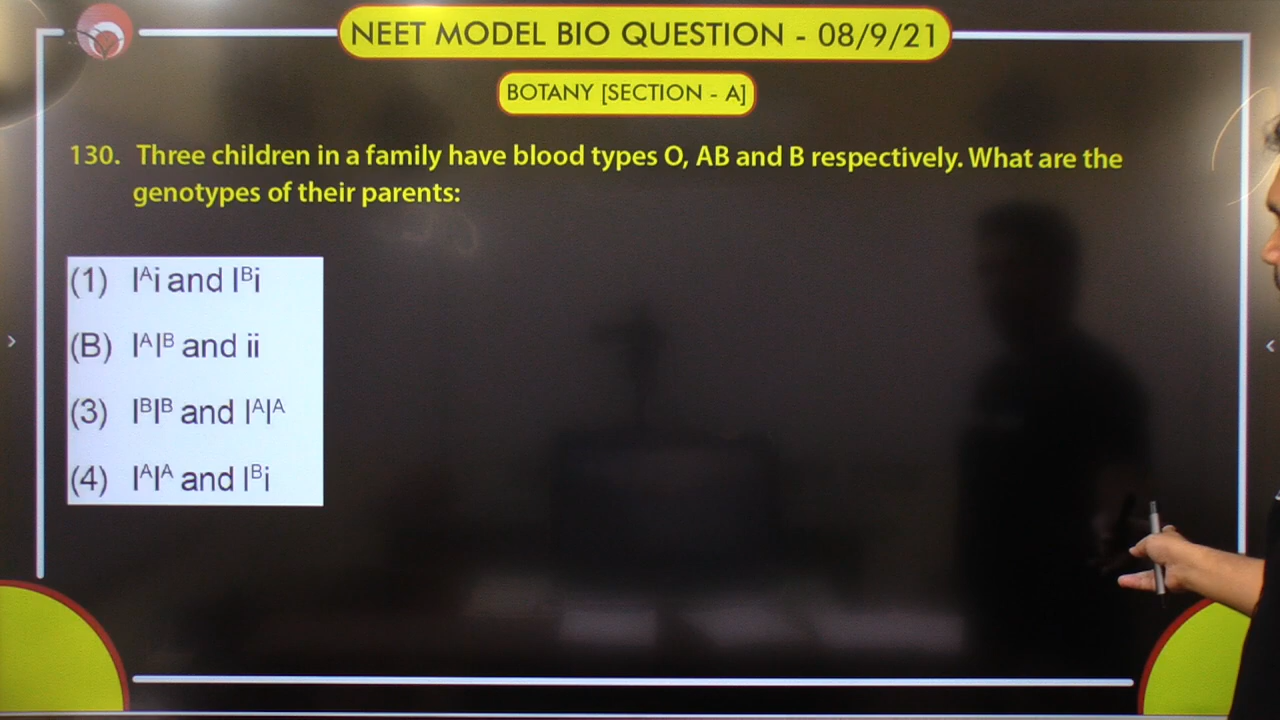 NEET MODEL BIO QUESTION - 08/9/21
BOTANY [SECTION - A]
130. Three children in a family have blood types O, AB and B respectively. What are the
genotypes of their parents:
(1) Iᴬi and Iᴮi
(B) IᴬIᴮ and ii
(3) IᴮIᴮ and IᴬIᴬ
(4) IᴬIᴬ and Iᴮi